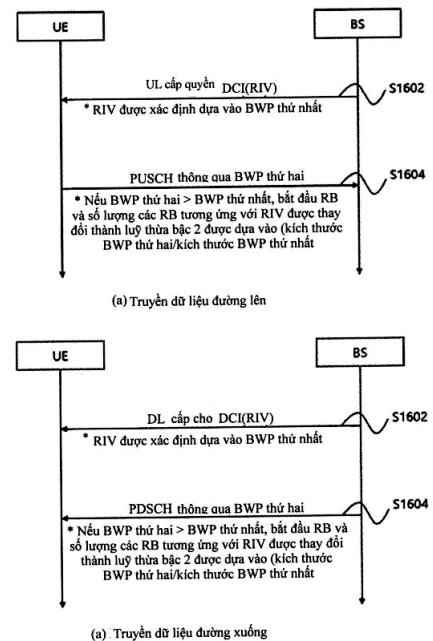 UE BS
UL cấp quyền DCI(RIV) S1602
* RIV được xác định dựa vào BWP thứ nhất
PUSCH thông qua BWP thứ hai S1604
* Nếu BWP thứ hai > BWP thứ nhất, bắt đầu RB
và số lượng các RB tương ứng với RIV được thay
đổi thành luỹ thừa bậc 2 được dựa vào (kích thước
BWP thứ hai/kích thước BWP thứ nhất
(a) Truyền dữ liệu đường lên
UE BS
DL cấp cho DCI(RIV) S1602
* RIV được xác định dựa vào BWP thứ nhất
PDSCH thông qua BWP thứ hai S1604
* Nếu BWP thứ hai > BWP thứ nhất, bắt đầu RB và
số lượng các RB tương ứng với RIV được thay đổi
thành luỹ thừa bậc 2 được dựa vào (kích thước
BWP thứ hai/kích thước BWP thứ nhất
(a) Truyền dữ liệu đường xuống